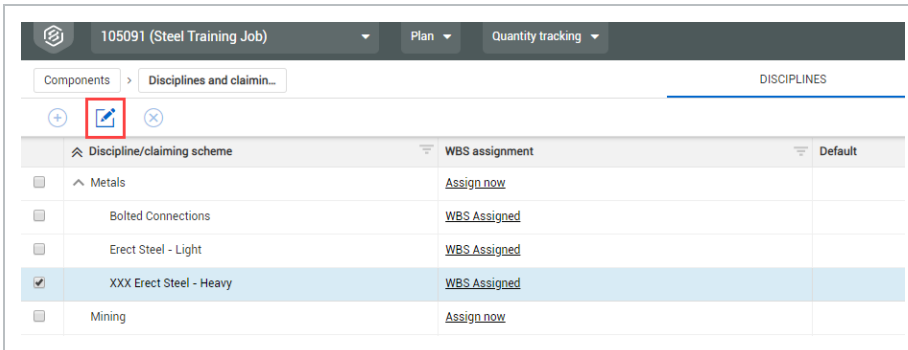 105091 (Steel Training Job) Plan Quantity tracking
Components > Disciplines and claimin... DISCIPLINES
Discipline/claiming scheme WBS assignment Default
Metals Assign now
Bolted Connections WBS Assigned
Erect Steel - Light WBS Assigned
XXX Erect Steel - Heavy WBS Assigned
Mining Assign now